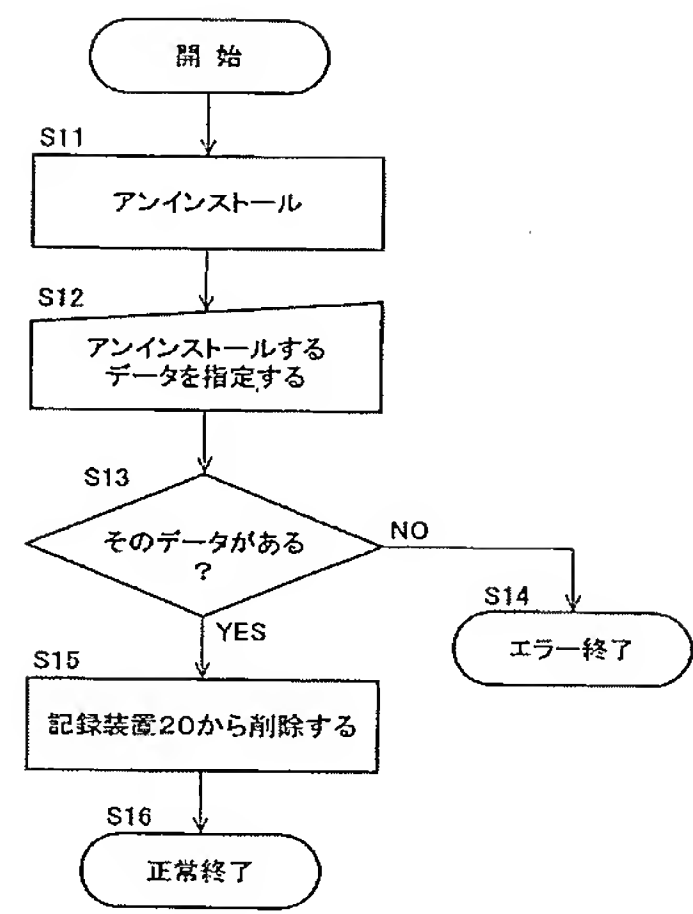 開 始
S11
アンインストール
S12
アンインストールする
データを指定する
S13
そのデータがある
?
NO
S14
エラー終了
YES
S15
記録装置20から削除する
S16
正常終了